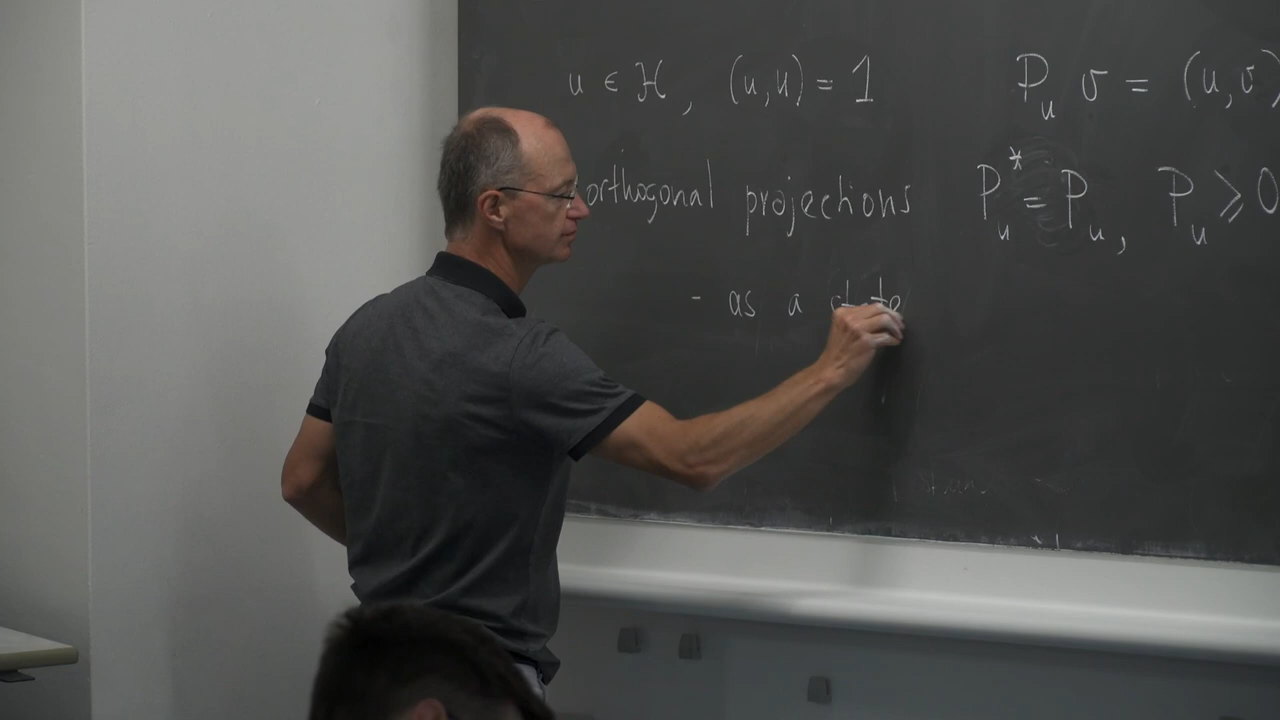 u ∈ ℋ, (u,u) = 1 P_u v = (u,v)
orthogonal projections P_u^* = P_u, P_u ⩾ 0
- as a state